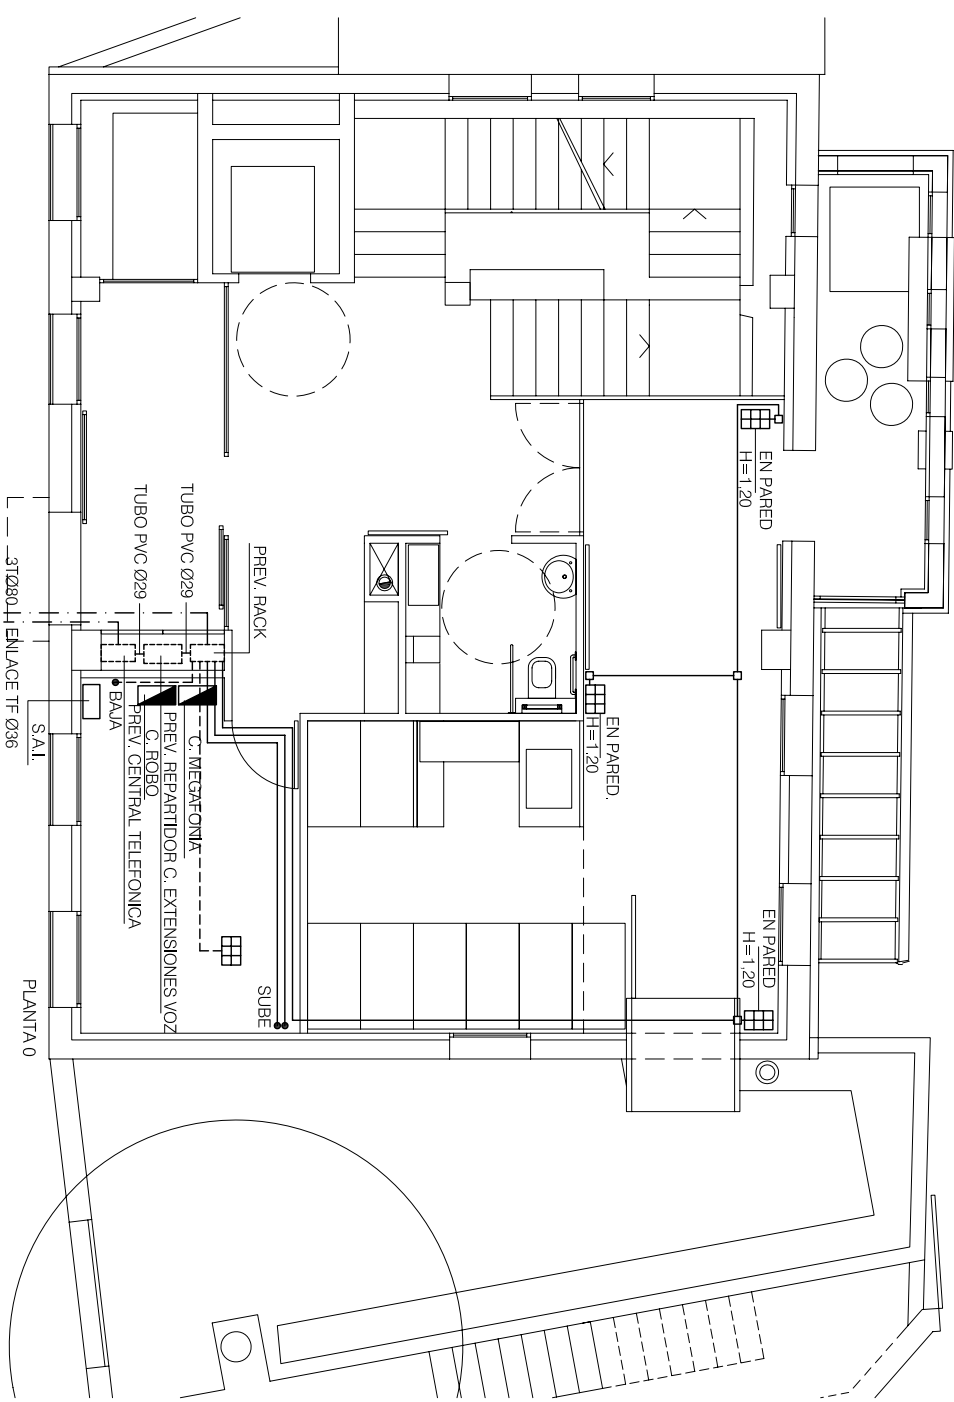 EN PARED
H=1,20
EN PARED.
H=1,20
EN PARED
H=1,20
PREV. RACK
TUBO PVC Ø29
TUBO PVC Ø29
3TØ80 ENLACE TF Ø36
C. MEGAFONIA
PREV. REPARTIDOR C. EXTENSIONES VOZ
C. ROBO
PREV. CENTRAL TELEFONICA
BAJA
S.A.I.
SUBE
PLANTA 0